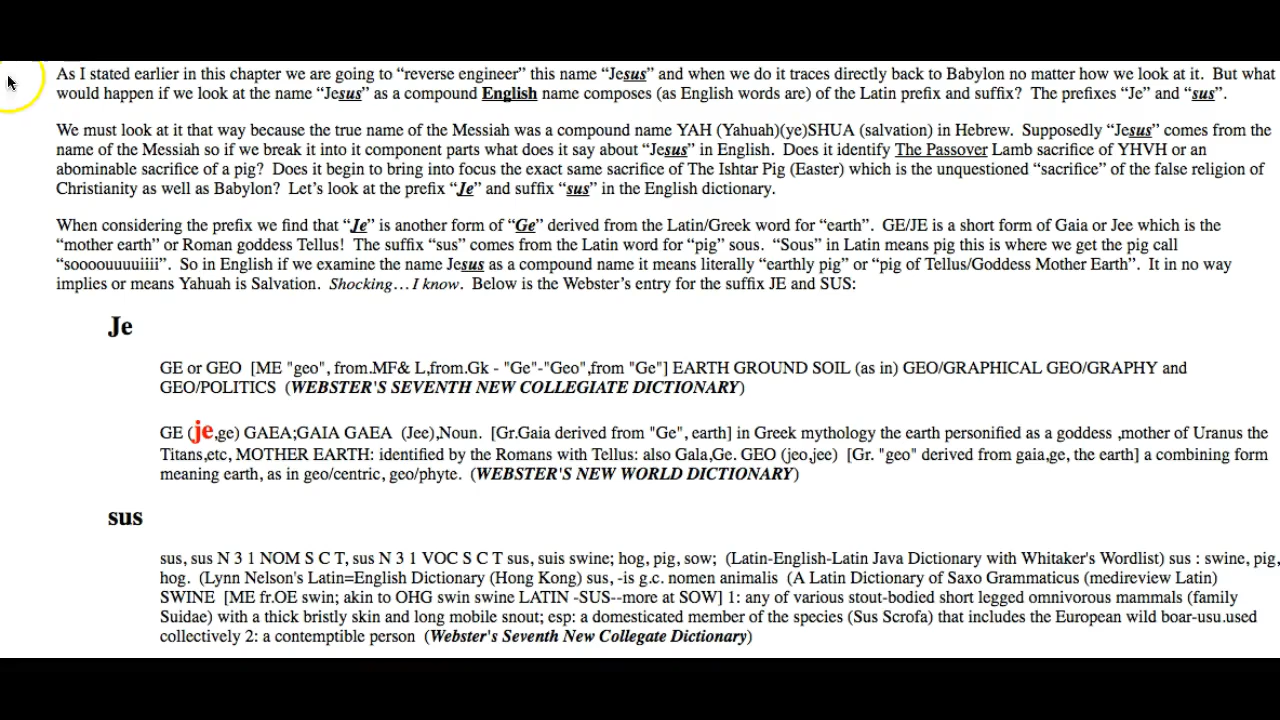 As I stated earlier in this chapter we are going to “reverse engineer” this name “Jesus” and when we do it traces directly back to Babylon no matter how we look at it. But what
would happen if we look at the name “Jesus” as a compound English name composes (as English words are) of the Latin prefix and suffix? The prefixes “Je” and “sus”.
We must look at it that way because the true name of the Messiah was a compound name YAH (Yahuah)(ye)SHUA (salvation) in Hebrew. Supposedly “Jesus” comes from the
name of the Messiah so if we break it into it component parts what does it say about “Jesus” in English. Does it identify The Passover Lamb sacrifice of YHVH or an
abominable sacrifice of a pig? Does it begin to bring into focus the exact same sacrifice of The Ishtar Pig (Easter) which is the unquestioned “sacrifice” of the false religion of
Christianity as well as Babylon? Let’s look at the prefix “Je” and suffix “sus” in the English dictionary.
When considering the prefix we find that “Je” is another form of “Ge” derived from the Latin/Greek word for “earth”. GE/JE is a short form of Gaia or Jee which is the
“mother earth” or Roman goddess Tellus! The suffix “sus” comes from the Latin word for “pig” sous. “Sous” in Latin means pig this is where we get the pig call
“soooouuuuiiii”. So in English if we examine the name Jesus as a compound name it means literally “earthly pig” or “pig of Tellus/Goddess Mother Earth”. It in no way
implies or means Yahuah is Salvation. Shocking… I know. Below is the Webster’s entry for the suffix JE and SUS:
Je
GE or GEO [ME "geo", from.MF& L,from.Gk - "Ge"-"Geo",from "Ge"] EARTH GROUND SOIL (as in) GEO/GRAPHICAL GEO/GRAPHY and
GEO/POLITICS (WEBSTER'S SEVENTH NEW COLLEGIATE DICTIONARY)
GE (je,ge) GAEA;GAIA GAEA (Jee),Noun. [Gr.Gaia derived from "Ge", earth] in Greek mythology the earth personified as a goddess ,mother of Uranus the
Titans,etc, MOTHER EARTH: identified by the Romans with Tellus: also Gala,Ge. GEO (jeo,jee) [Gr. "geo" derived from gaia,ge, the earth] a combining form
meaning earth, as in geo/centric, geo/phyte. (WEBSTER'S NEW WORLD DICTIONARY)
sus
sus, sus N 3 1 NOM S C T, sus N 3 1 VOC S C T sus, suis swine; hog, pig, sow; (Latin-English-Latin Java Dictionary with Whitaker's Wordlist) sus : swine, pig,
hog. (Lynn Nelson's Latin=English Dictionary (Hong Kong) sus, -is g.c. nomen animalis (A Latin Dictionary of Saxo Grammaticus (medireview Latin)
SWINE [ME fr.OE swin; akin to OHG swin swine LATIN -SUS--more at SOW] 1: any of various stout-bodied short legged omnivorous mammals (family
Suidae) with a thick bristly skin and long mobile snout; esp: a domesticated member of the species (Sus Scrofa) that includes the European wild boar-usu.used
collectively 2: a contemptible person (Webster's Seventh New Collegate Dictionary)